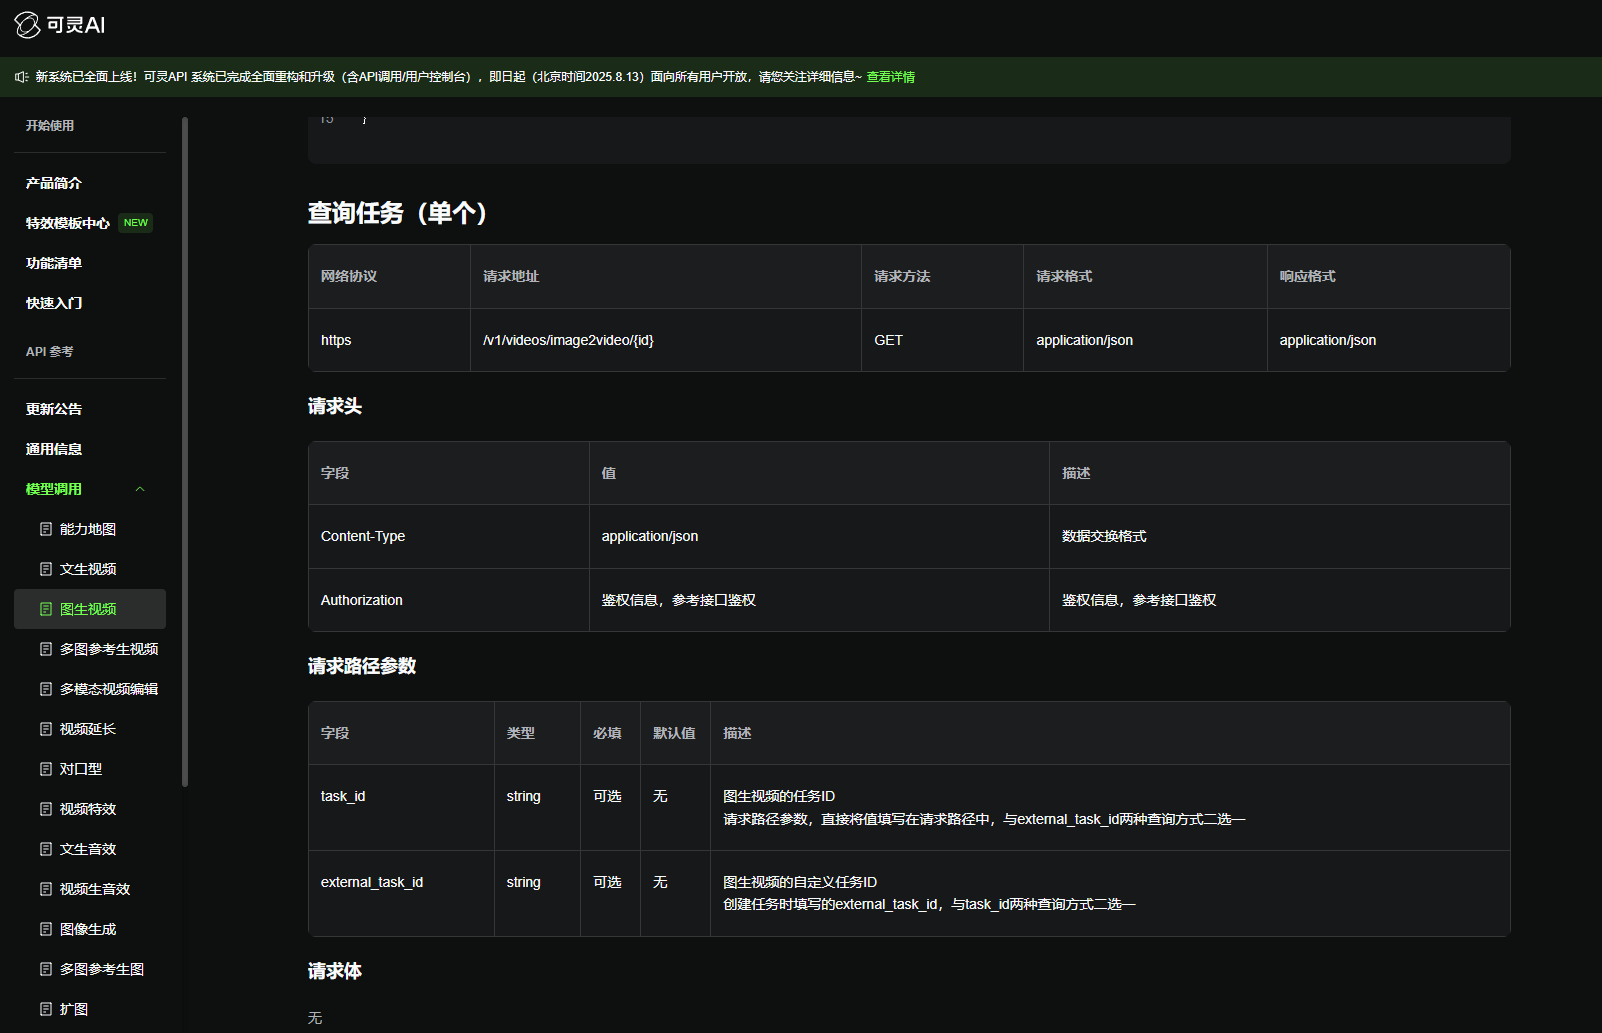 可灵AI
新系统已全面上线！可灵API 系统已完成全面重构和升级（含API调用/用户控制台），即日起（北京时间2025.8.13）面向所有用户开放，请您关注详细信息~ 查看详情
开始使用
产品简介
特效模板中心 NEW
功能清单
快速入门
API 参考
更新公告
通用信息
模型调用
能力地图
文生视频
图生视频
多图参考生视频
多模态视频编辑
视频延长
对口型
视频特效
文生音效
视频生音效
图像生成
多图参考生图
扩图
15 }
查询任务（单个）
网络协议 请求地址 请求方法 请求格式 响应格式
https /v1/videos/image2video/{id} GET application/json application/json
请求头
字段 值 描述
Content-Type application/json 数据交换格式
Authorization 鉴权信息，参考接口鉴权 鉴权信息，参考接口鉴权
请求路径参数
字段 类型 必填 默认值 描述
task_id string 可选 无 图生视频的任务ID
请求路径参数，直接将值填写在请求路径中，与external_task_id两种查询方式二选一
external_task_id string 可选 无 图生视频的自定义任务ID
创建任务时填写的external_task_id，与task_id两种查询方式二选一
请求体
无